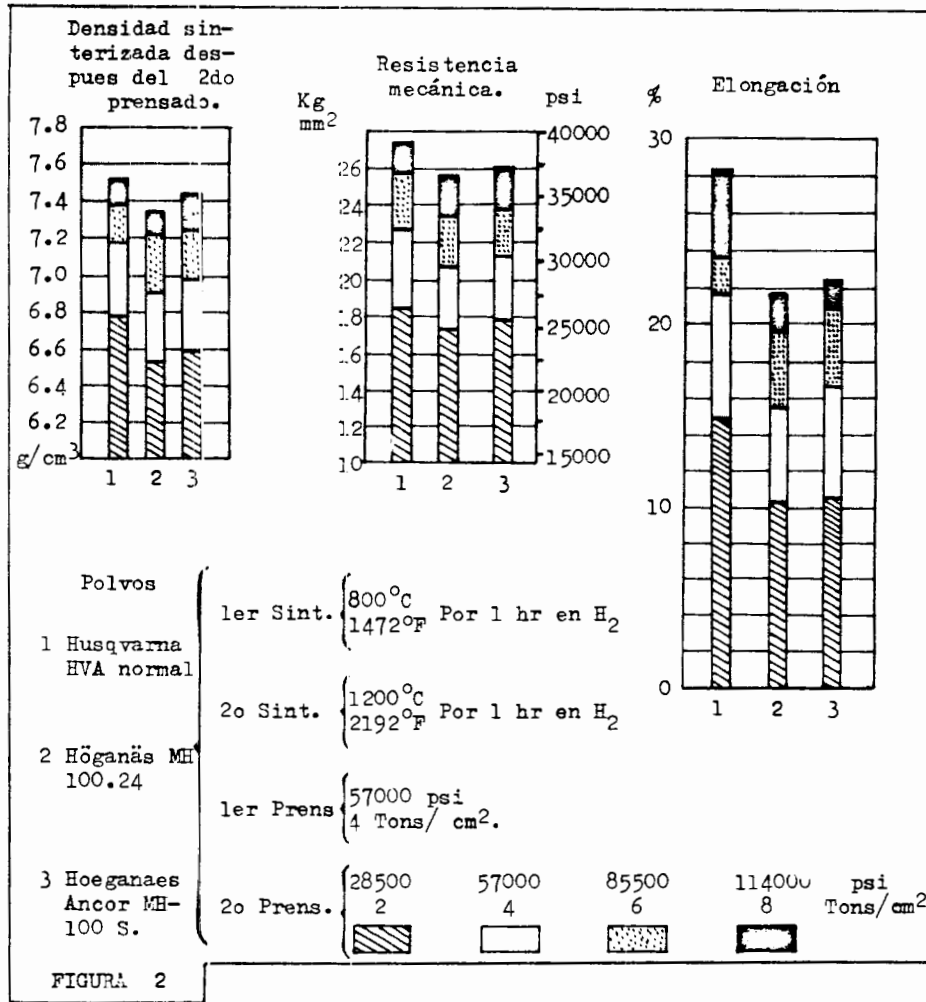 Densidad sin-
terizada des-
pues del 2do
prensado.
7.8
7.6
7.4
7.2
7.0
6.8
6.6
6.4
6.2
g/cm3
1 2 3
Resistencia
mecánica.
Kg
mm2
psi
26
24
22
20
18
16
14
12
10
40000
35000
30000
25000
20000
15000
1 2 3
% Elongación
30
20
10
0
1 2 3
Polvos
1 Husqvarna
HVA normal
2 Höganäs MH
100.24
3 Hoeganaes
Ancor MH-
100 S.
1er Sint. 800°C
1472°F Por 1 hr en H2
2o Sint. 1200°C
2192°F Por 1 hr en H2
1er Prens 57000 psi
4 Tons/ cm2.
2o Prens. 28500 57000 85500 114000 psi
2 4 6 8 Tons/cm2
FIGURA 2